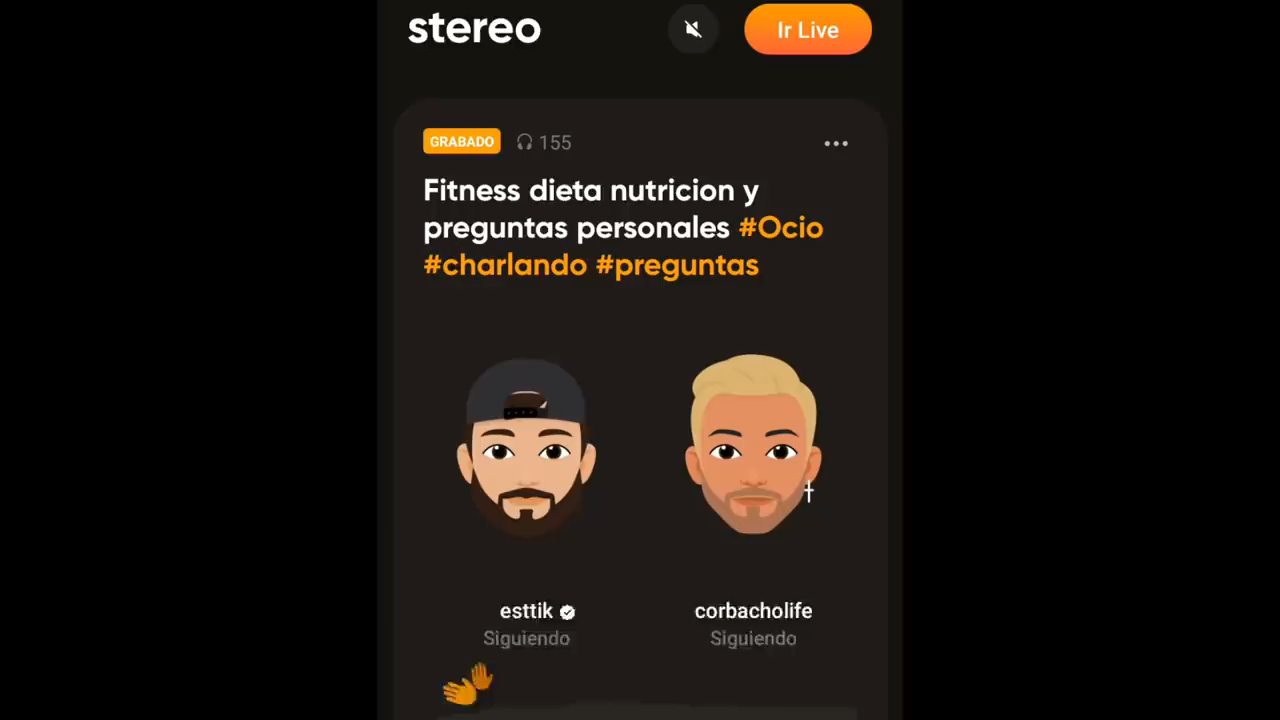 stereo
Ir Live
GRABADO 155
Fitness dieta nutricion y
preguntas personales #Ocio
#charlando #preguntas
esttik
corbacholife
Siguiendo
Siguiendo